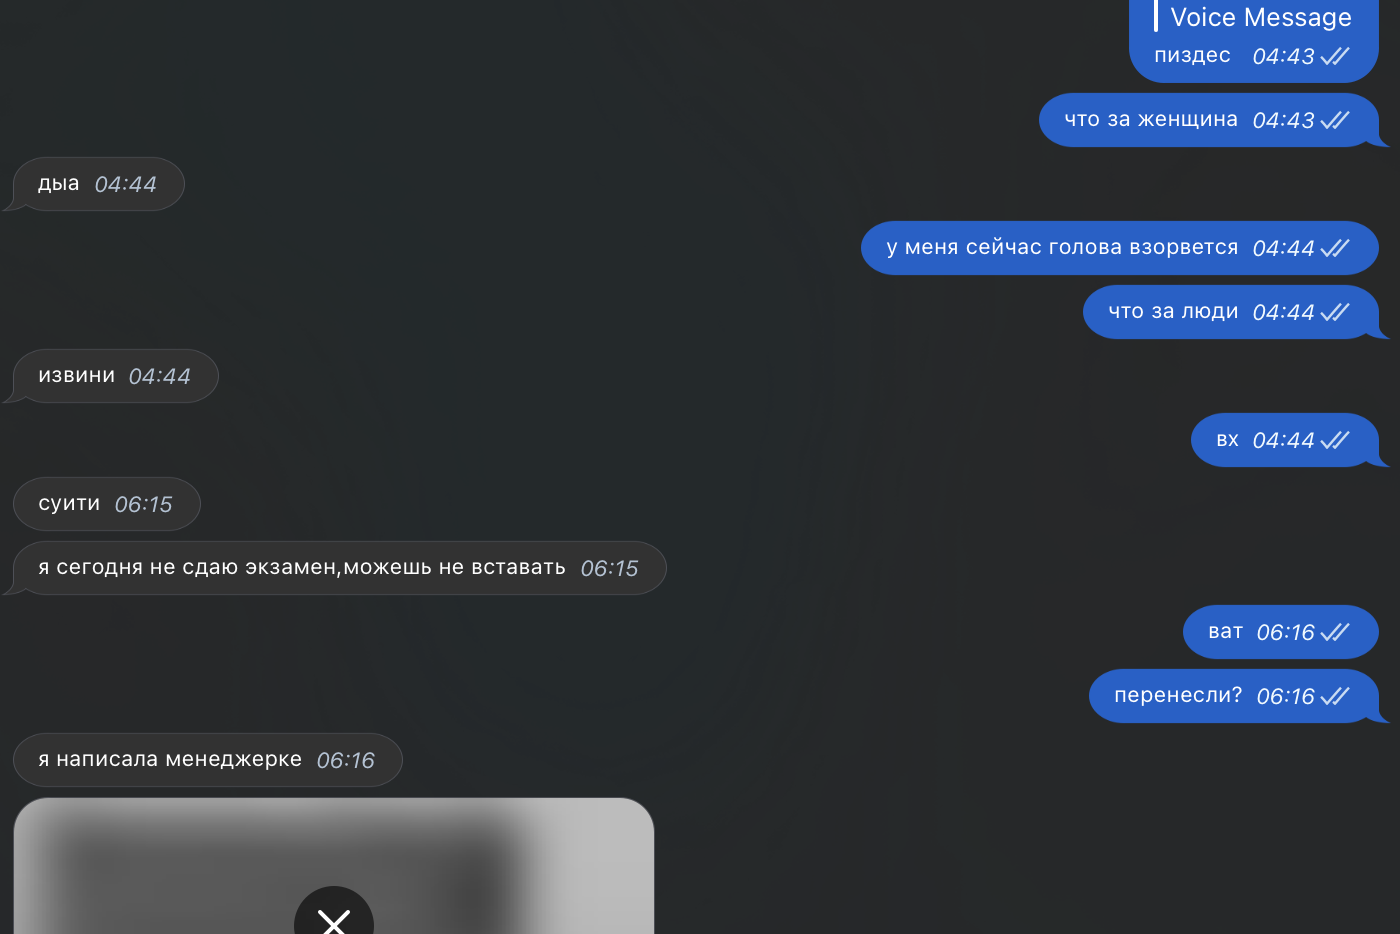 Voice Message
пиздес 04:43
что за женщина 04:43
дыа 04:44
у меня сейчас голова взорвется 04:44
что за люди 04:44
извини 04:44
вх 04:44
суити 06:15
я сегодня не сдаю экзамен,можешь не вставать 06:15
ват 06:16
перенесли? 06:16
я написала менеджерке 06:16